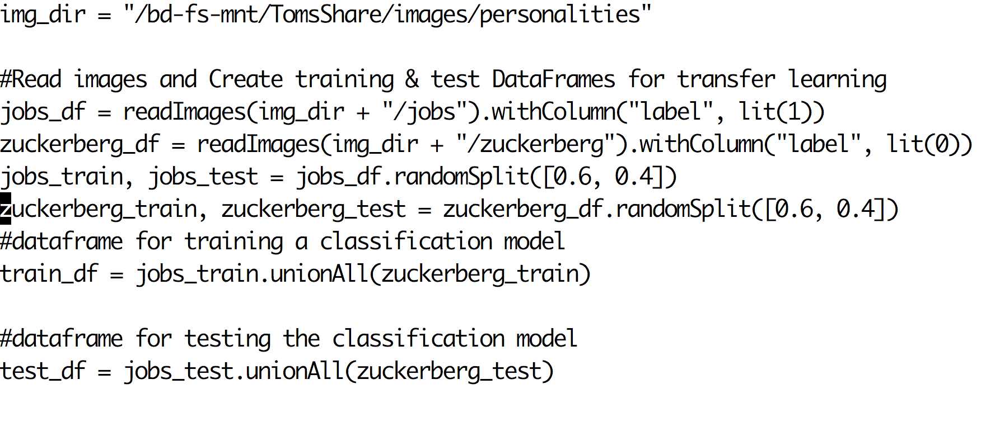 img_dir = "/bd-fs-mnt/TomsShare/images/personalities"
#Read images and Create training & test DataFrames for transfer learning
jobs_df = readImages(img_dir + "/jobs").withColumn("label", lit(1))
zuckerberg_df = readImages(img_dir + "/zuckerberg").withColumn("label", lit(0))
jobs_train, jobs_test = jobs_df.randomSplit([0.6, 0.4])
zuckerberg_train, zuckerberg_test = zuckerberg_df.randomSplit([0.6, 0.4])
#dataframe for training a classification model
train_df = jobs_train.unionAll(zuckerberg_train)
#dataframe for testing the classification model
test_df = jobs_test.unionAll(zuckerberg_test)